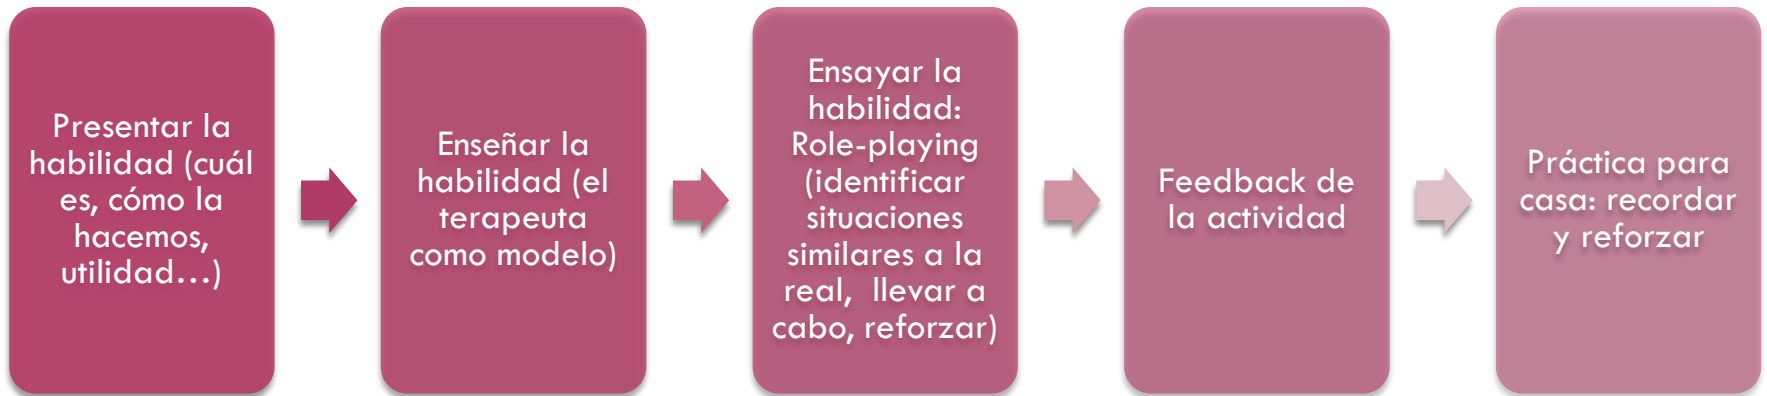 Presentar la
habilidad (cuál
es, cómo la
hacemos,
utilidad…)
Enseñar la
habilidad (el
terapeuta
como modelo)
Ensayar la
habilidad:
Role-playing
(identificar
situaciones
similares a la
real,  llevar a
cabo, reforzar)
Feedback de
la actividad
Práctica para
casa: recordar
y reforzar